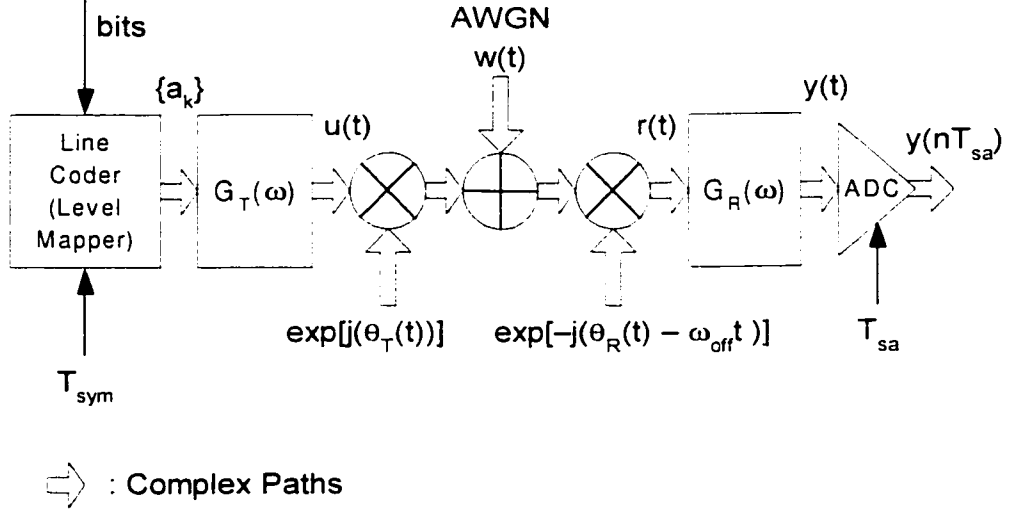 bits
AWGN
w(t)
{a_k}
u(t)
r(t)
y(t)
y(nT_sa)
Line
Coder
(Level
Mapper)
G_T(ω)
G_R(ω)
ADC
exp[j(θ_T(t))]
exp[–j(θ_R(t) – ω_off t )]
T_sa
T_sym
: Complex Paths